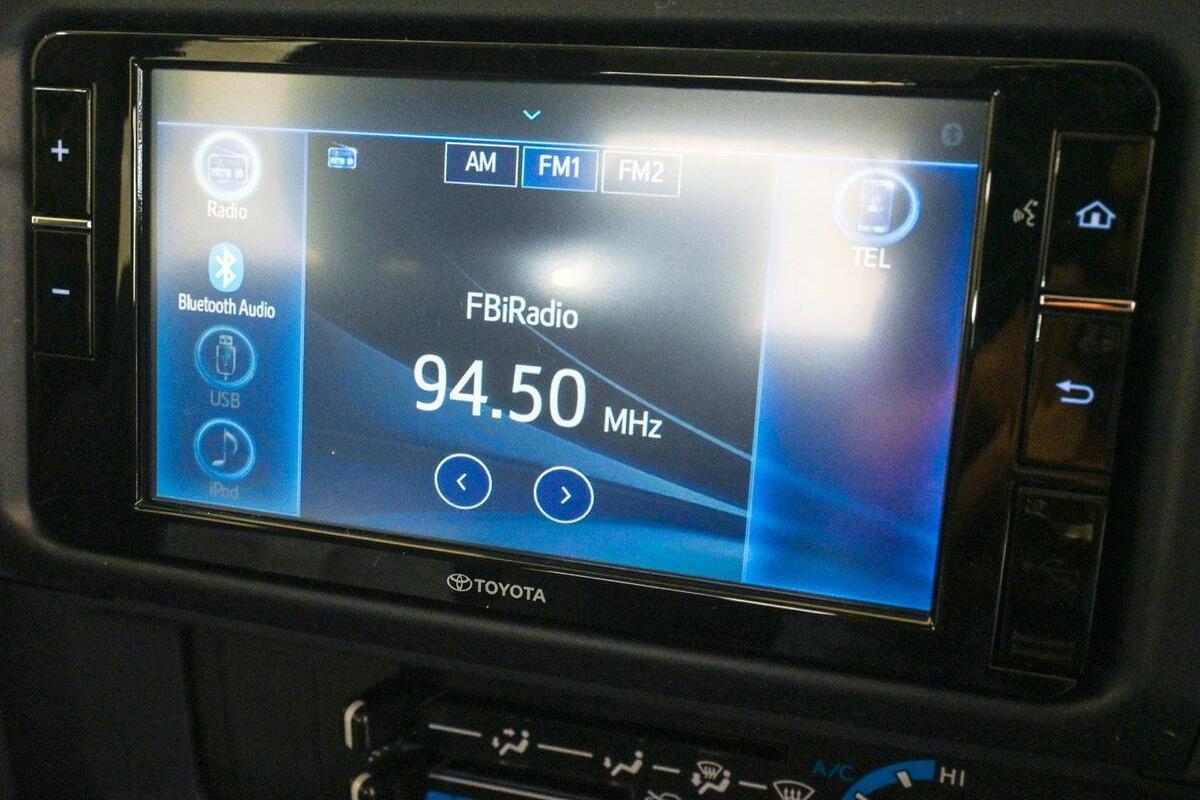 +
-
Radio
Bluetooth Audio
USB
iPod
AM FM1 FM2
FBiRadio
94.50 MHz
< >
TEL
TOYOTA
A/C HI